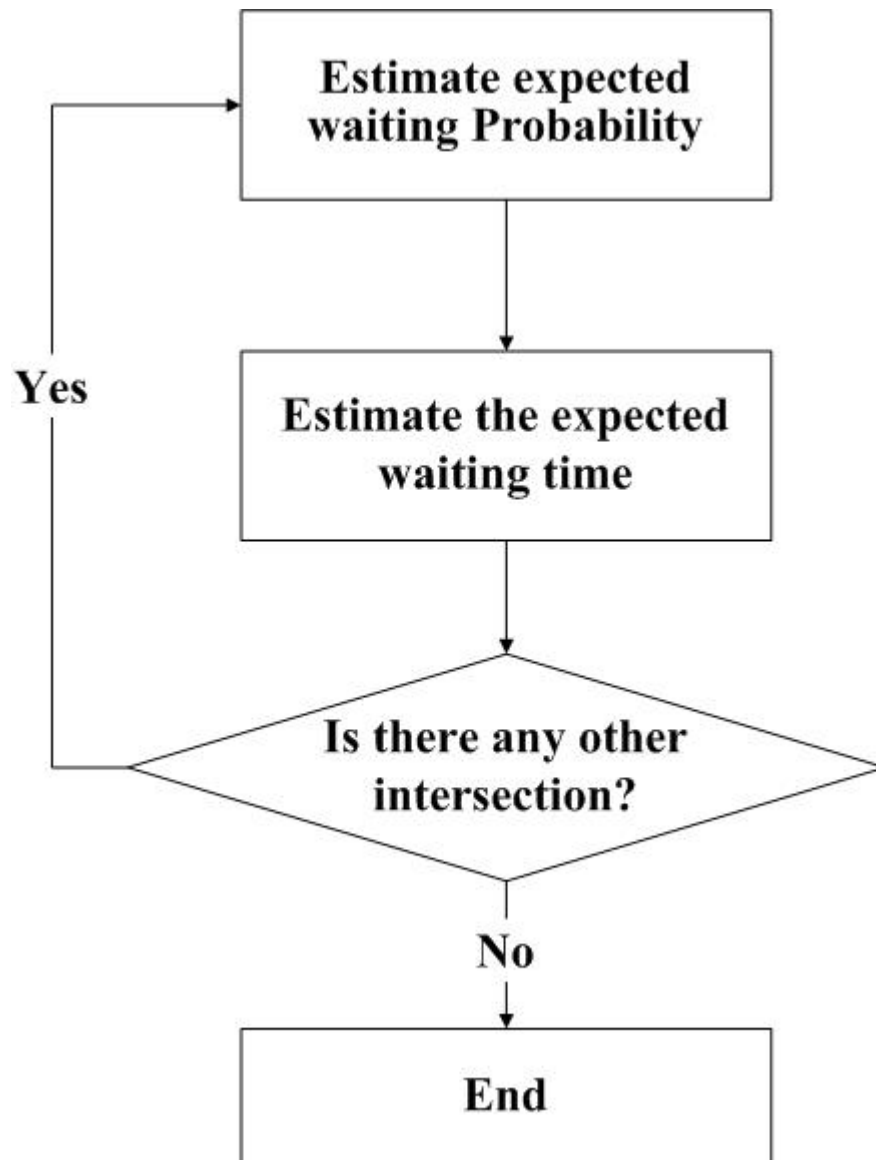 Estimate expected
waiting Probability
Yes
Estimate the expected
waiting time
Is there any other
intersection?
No
End